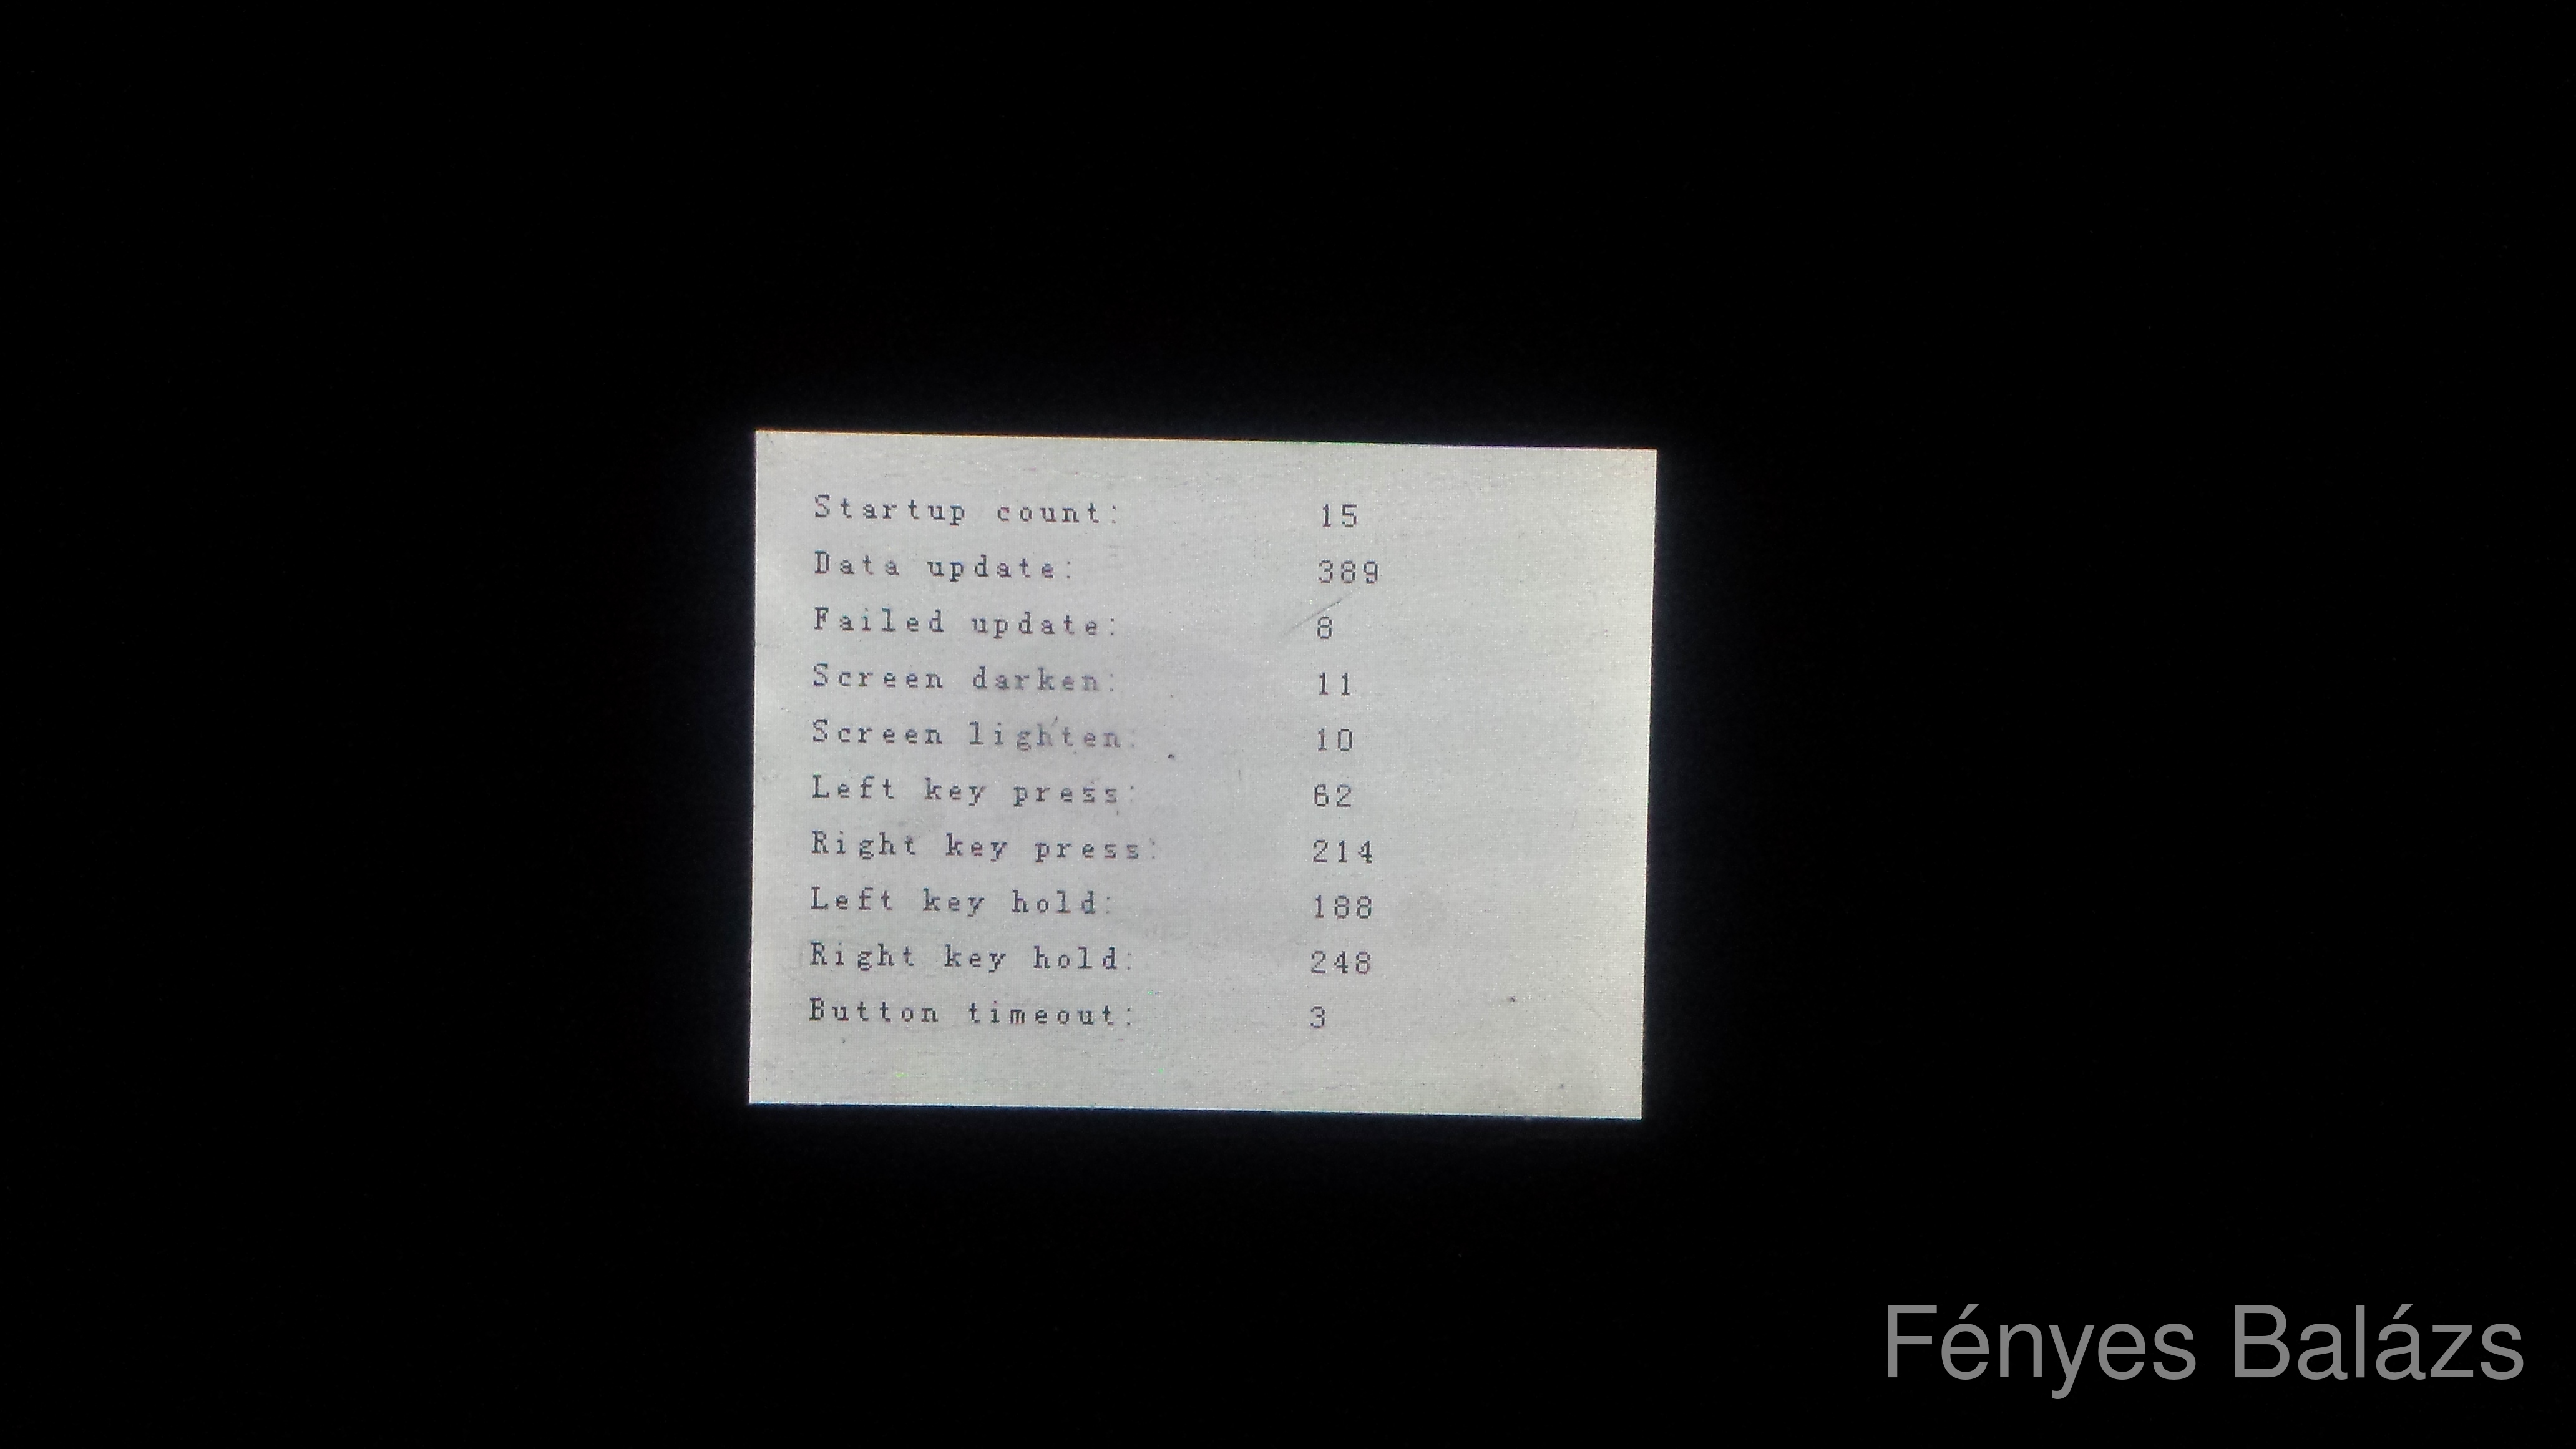 Startup count: 15
Data update: 389
Failed update: 8
Screen darken: 11
Screen lighten: 10
Left key press: 62
Right key press: 214
Left key hold: 188
Right key hold: 248
Button timeout: 3
Fényes Balázs